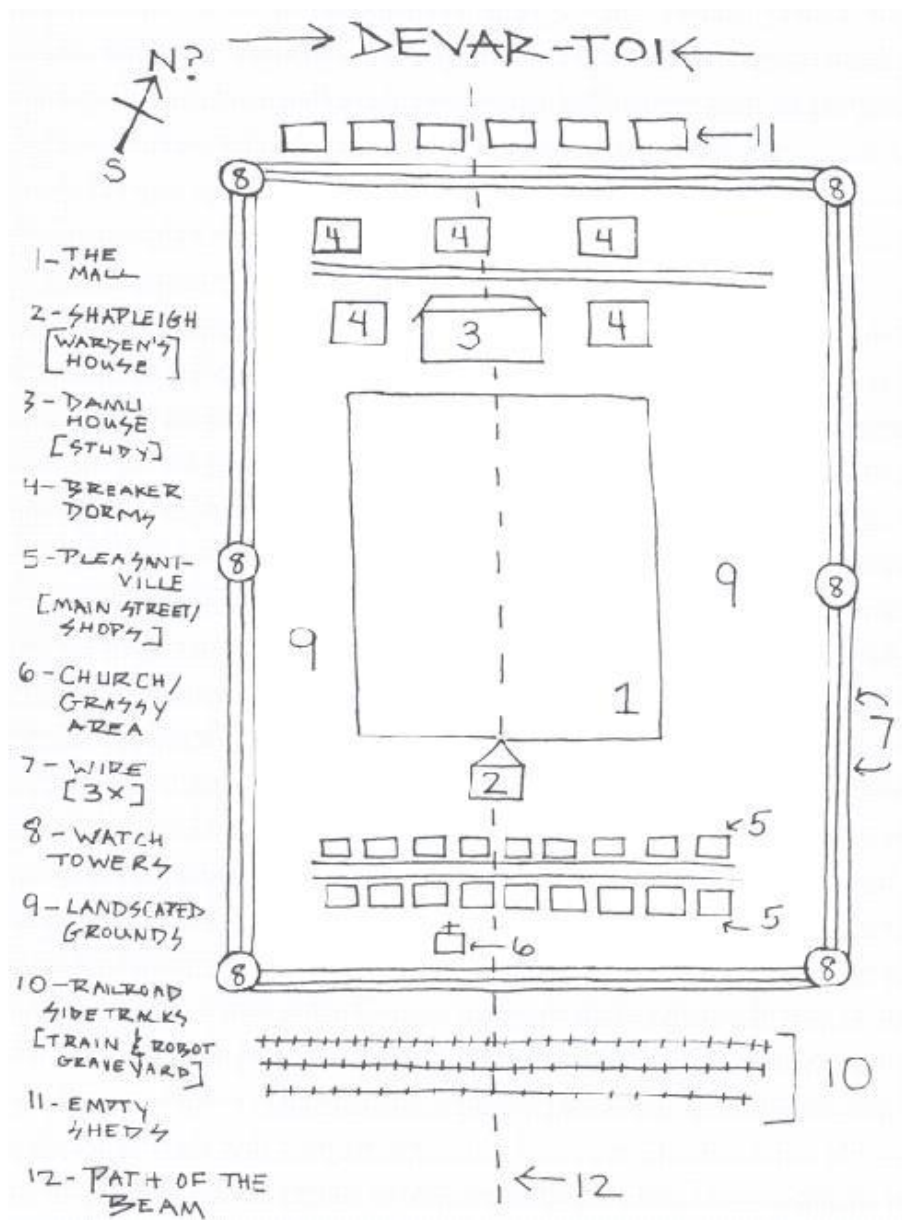 DEVAR-TOI
N?
S
11
8
8
4
4
4
4
3
4
1
2
9
9
8
8
7
5
5
6
8
8
10
12
1-THE
MALL
2-SHAPLEIGH
[WARDEN'S
HOUSE]
3-DAMLI
HOUSE
[STUDY]
4-BREAKER
DORMS
5-PLEASANT-
VILLE
[MAIN STREET/
SHOPS]
6-CHURCH/
GRASSY
AREA
7-WIRE
[3X]
8-WATCH
TOWERS
9-LANDSCAPED
GROUNDS
10-RAILROAD
SIDETRACKS
[TRAIN & ROBOT
GRAVEYARD]
11-EMPTY
SHEDS
12-PATH OF THE
BEAM